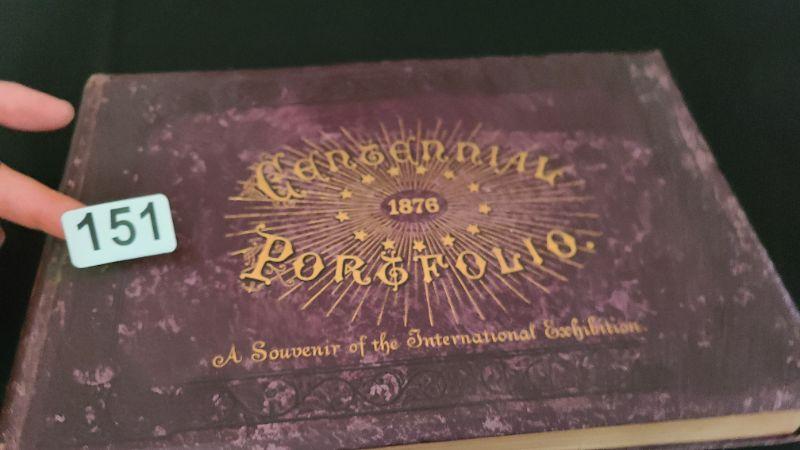 151
CENTENNIAL
1876
PORTFOLIO.
A Souvenir of the International Exhibition.